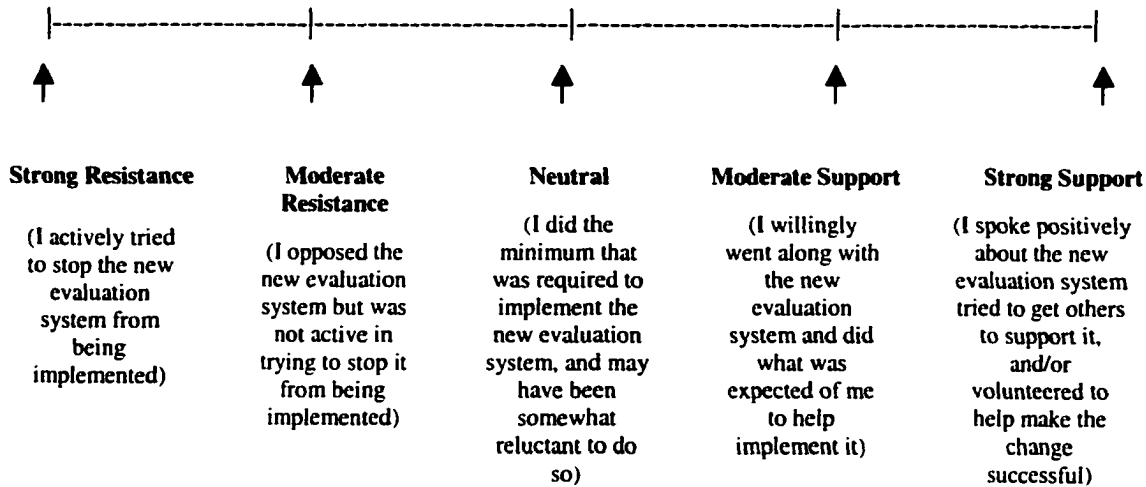 Strong Resistance
(I actively tried
to stop the new
evaluation
system from
being
implemented)
Moderate
Resistance
(I opposed the
new evaluation
system but was
not active in
trying to stop it
from being
implemented)
Neutral
(I did the
minimum that
was required to
implement the
new evaluation
system, and may
have been
somewhat
reluctant to do
so)
Moderate Support
(I willingly
went along with
the new
evaluation
system and did
what was
expected of me
to help
implement it)
Strong Support
(I spoke positively
about the new
evaluation system
tried to get others
to support it,
and/or
volunteered to
help make the
change
successful)